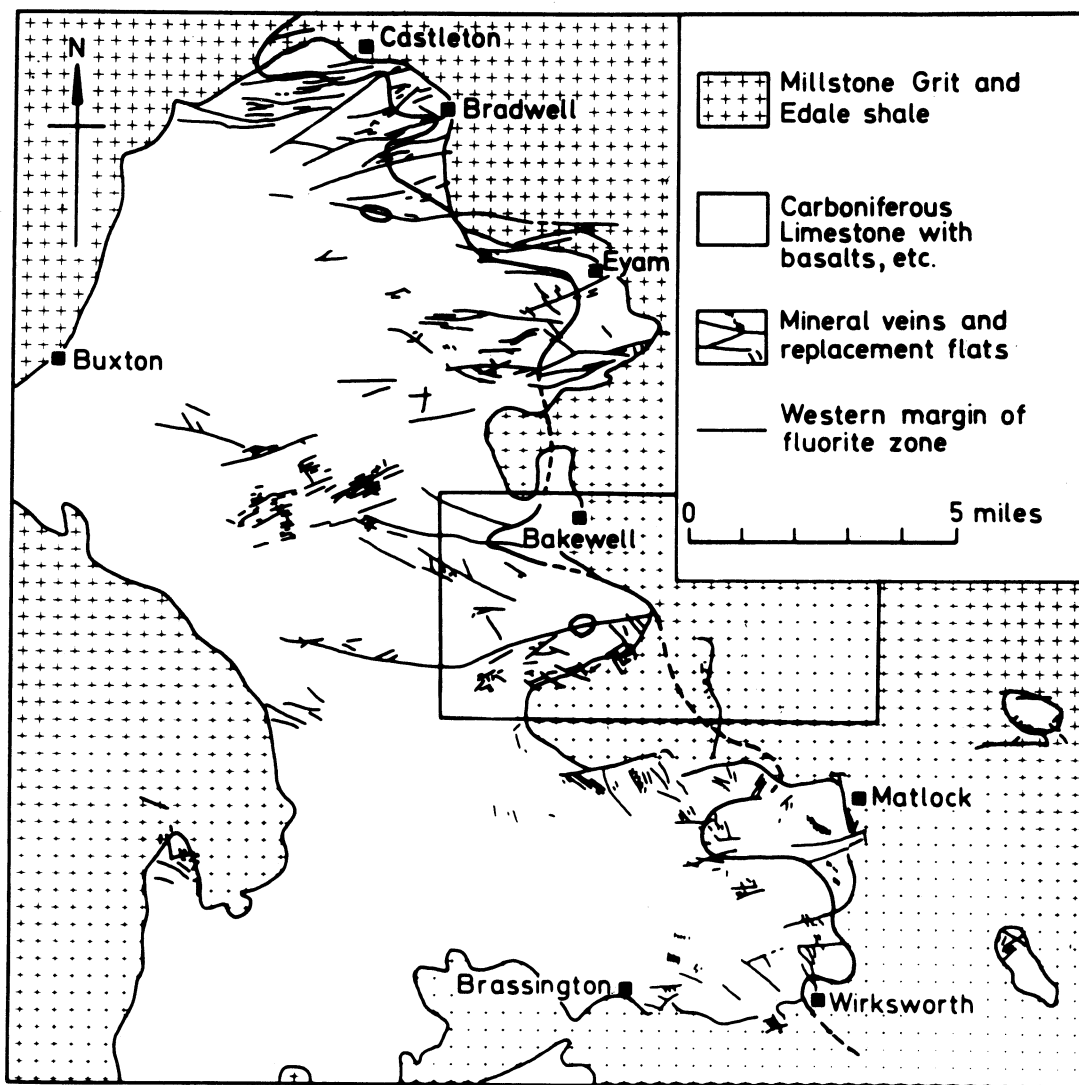 N
Castleton
Bradwell
Eyam
Buxton
Bakewell
Matlock
Brassington
Wirksworth
Millstone Grit and
Edale shale
Carboniferous
Limestone with
basalts, etc.
Mineral veins and
replacement flats
Western margin of
fluorite zone
0 5 miles